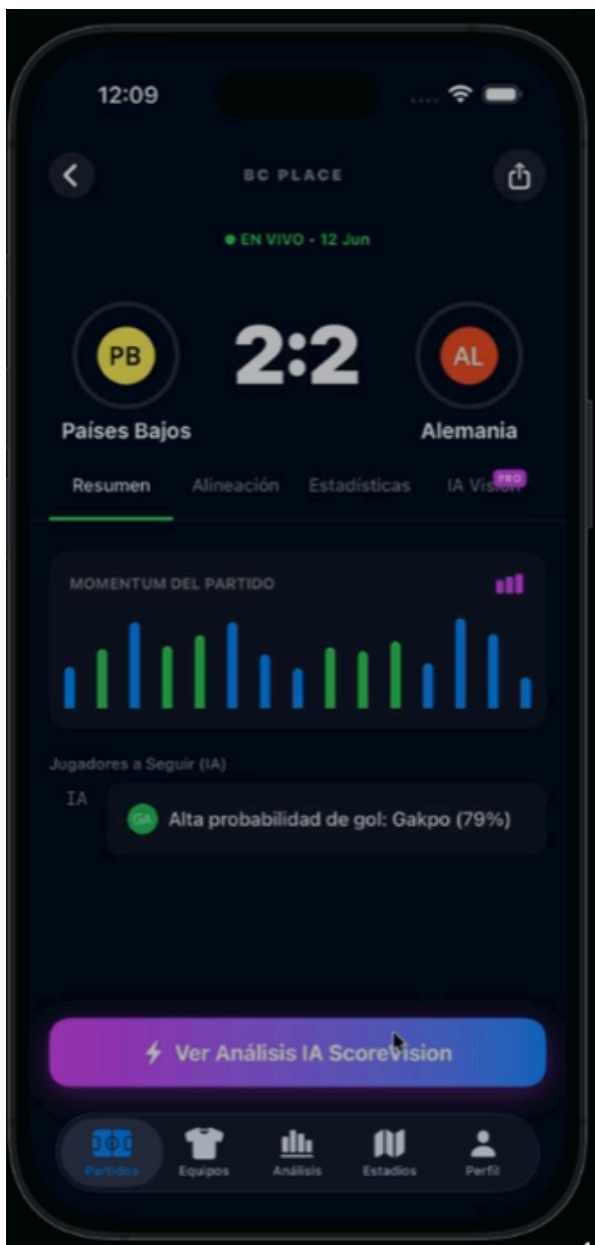 12:09
BC PLACE
EN VIVO - 12 Jun
PB
2:2
AL
Países Bajos
Alemania
Resumen
Alineación
Estadísticas
IA Vision
PRO
MOMENTUM DEL PARTIDO
Jugadores a Seguir (IA)
IA
GA
Alta probabilidad de gol: Gakpo (79%)
Ver Análisis IA ScoreVision
Partidos
Equipos
Análisis
Estadios
Perfil